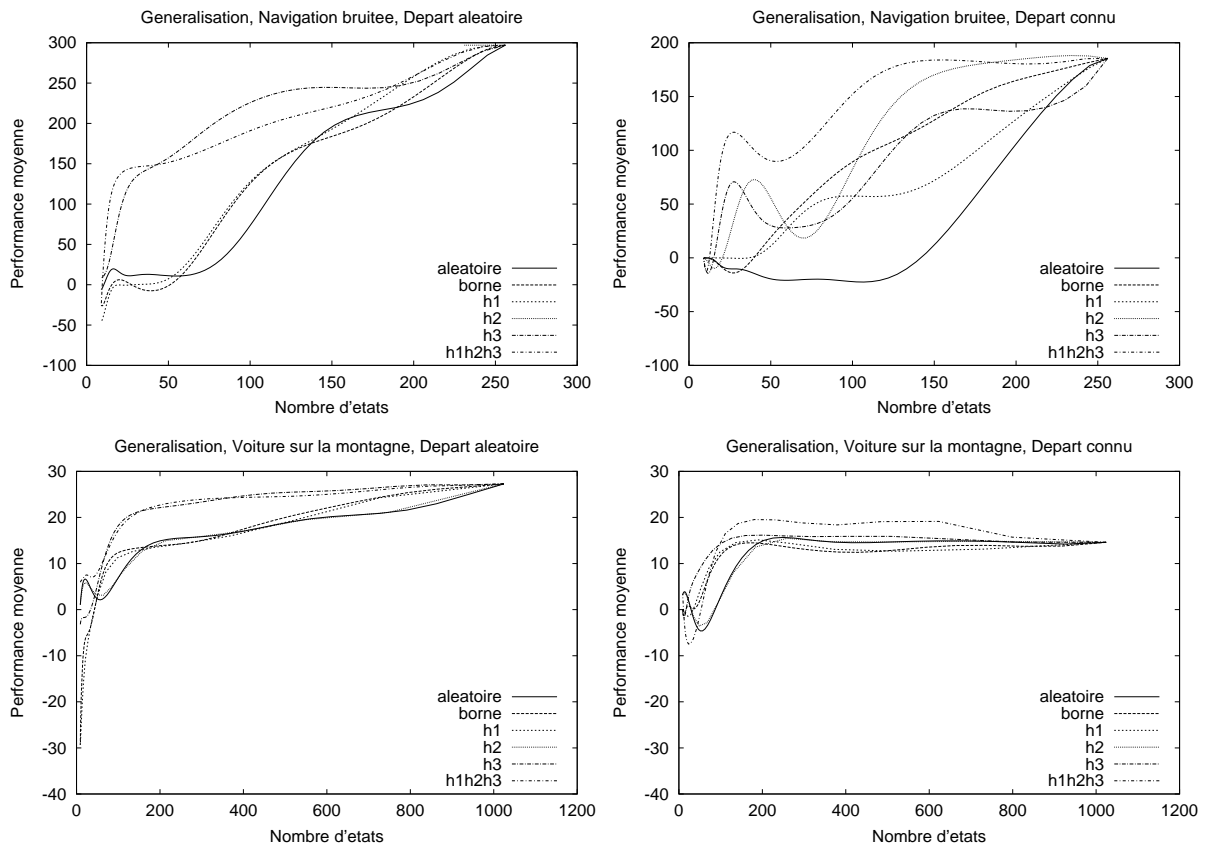 Generalisation, Navigation bruitee, Depart aleatoire
300
250
200
150
100
50
0
-50
-100
0 50 100 150 200 250 300
Performance moyenne
Nombre d'etats
aleatoire
borne
h1
h2
h3
h1h2h3
Generalisation, Navigation bruitee, Depart connu
200
150
100
50
0
-50
-100
0 50 100 150 200 250 300
Performance moyenne
Nombre d'etats
aleatoire
borne
h1
h2
h3
h1h2h3
Generalisation, Voiture sur la montagne, Depart aleatoire
30
20
10
0
-10
-20
-30
-40
0 200 400 600 800 1000 1200
Performance moyenne
Nombre d'etats
aleatoire
borne
h1
h2
h3
h1h2h3
Generalisation, Voiture sur la montagne, Depart connu
30
20
10
0
-10
-20
-30
-40
0 200 400 600 800 1000 1200
Performance moyenne
Nombre d'etats
aleatoire
borne
h1
h2
h3
h1h2h3